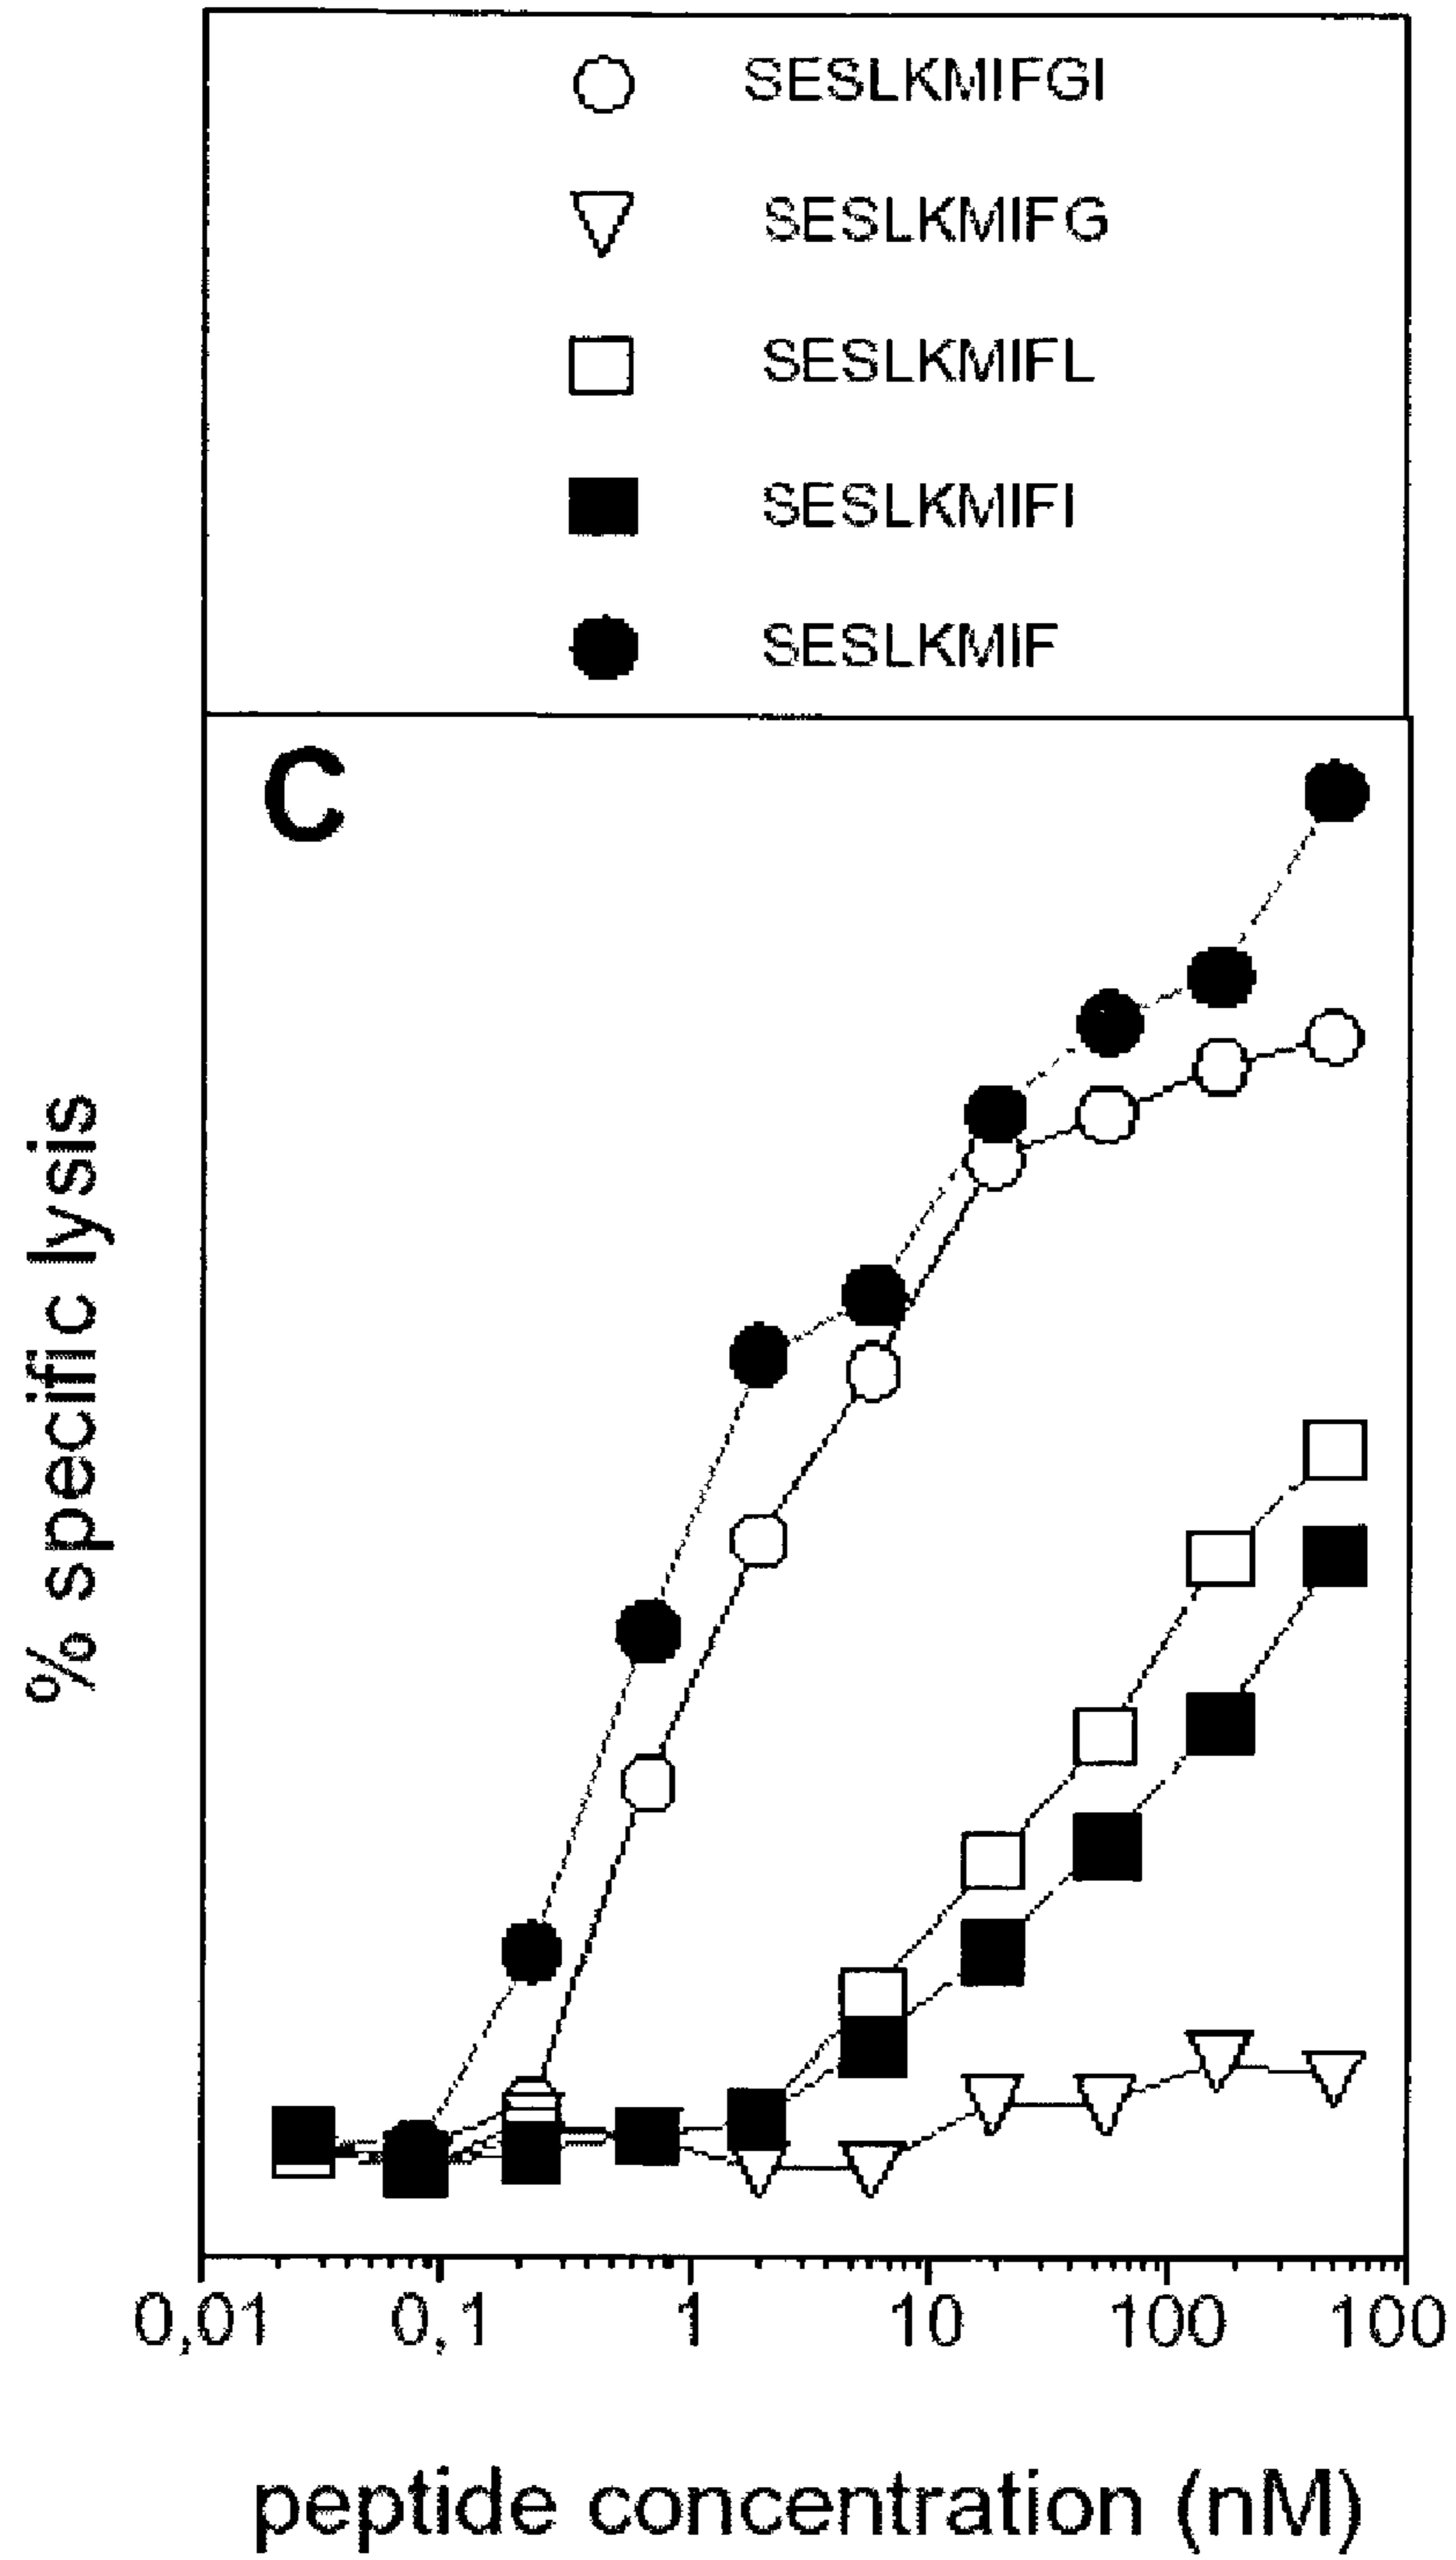 SESLKMIFGI
SESLKMIFG
SESLKMIFL
SESLKMIFI
SESLKMIF
C
% specific lysis
0,01 0,1 1 10 100 100
peptide concentration (nM)